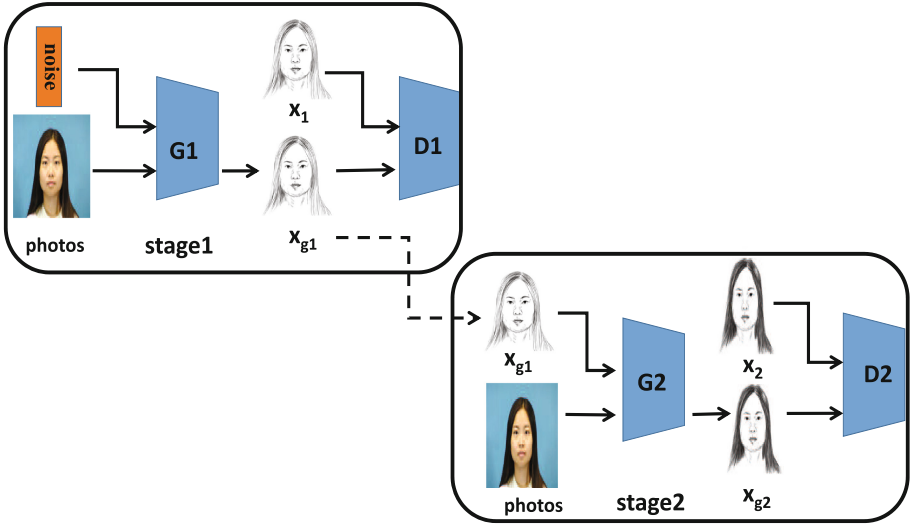 noise
G1
x1
D1
photos
stage1
xg1
xg1
G2
x2
D2
photos
stage2
xg2